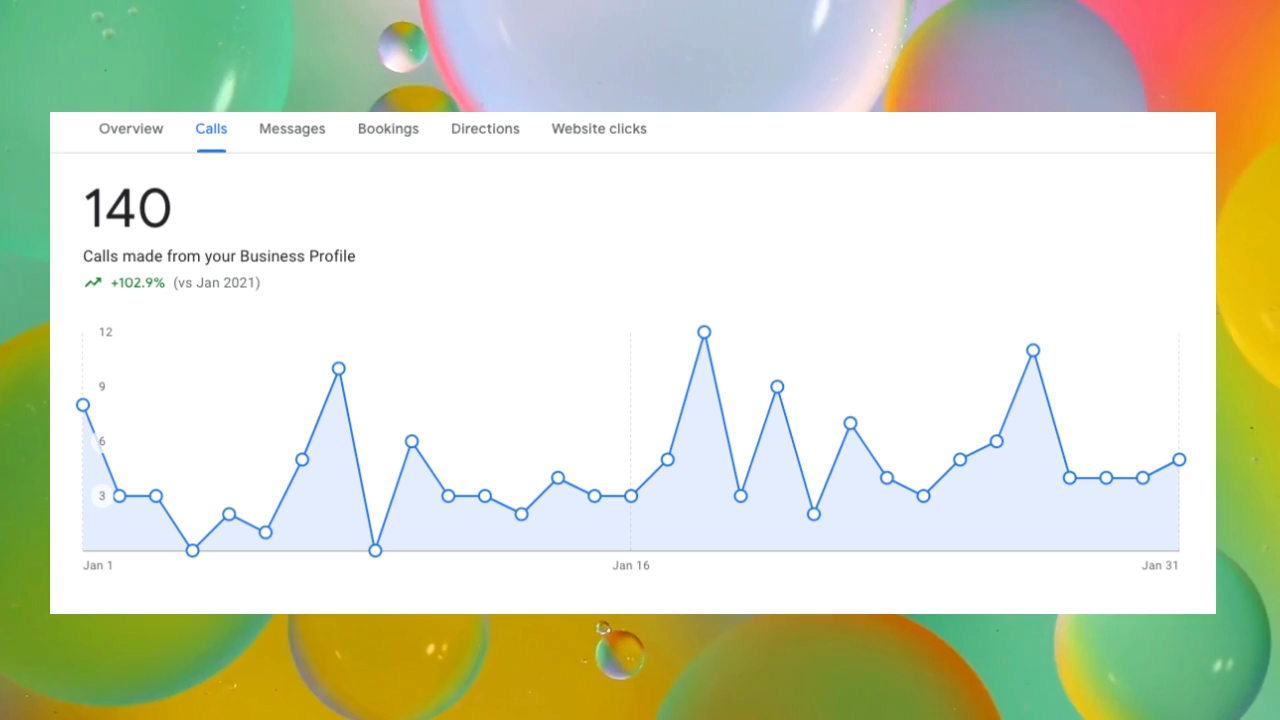 Overview Calls Messages Bookings Directions Website clicks
140
Calls made from your Business Profile
+102.9% (vs Jan 2021)
12
9
6
3
Jan 1 Jan 16 Jan 31